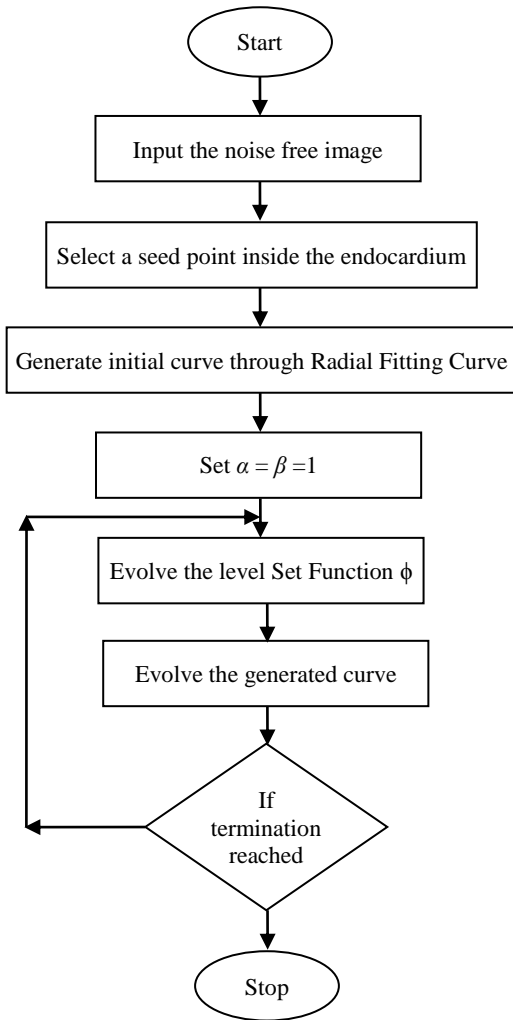 Start
Input the noise free image
Select a seed point inside the endocardium
Generate initial curve through Radial Fitting Curve
Set α = β =1
Evolve the level Set Function ϕ
Evolve the generated curve
If
termination
reached
Stop